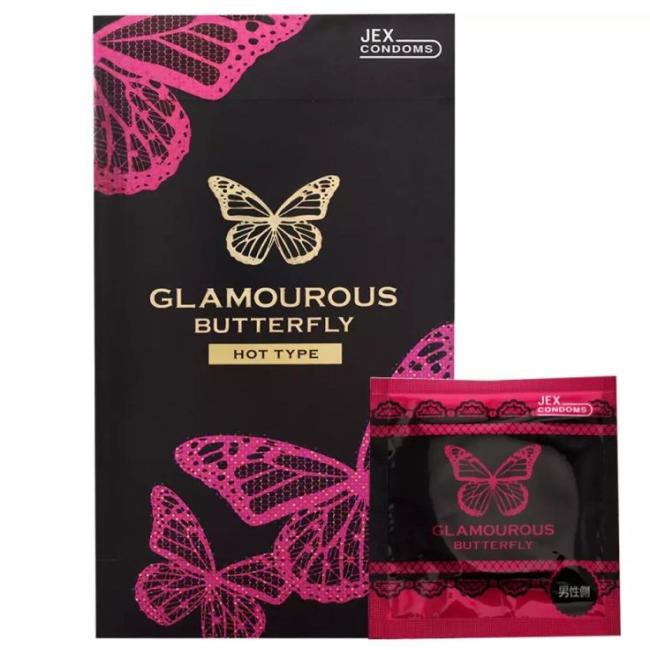 JEX
CONDOMS
GLAMOUROUS
BUTTERFLY
HOT TYPE
JEX
CONDOMS
GLAMOUROUS
BUTTERFLY
男性側